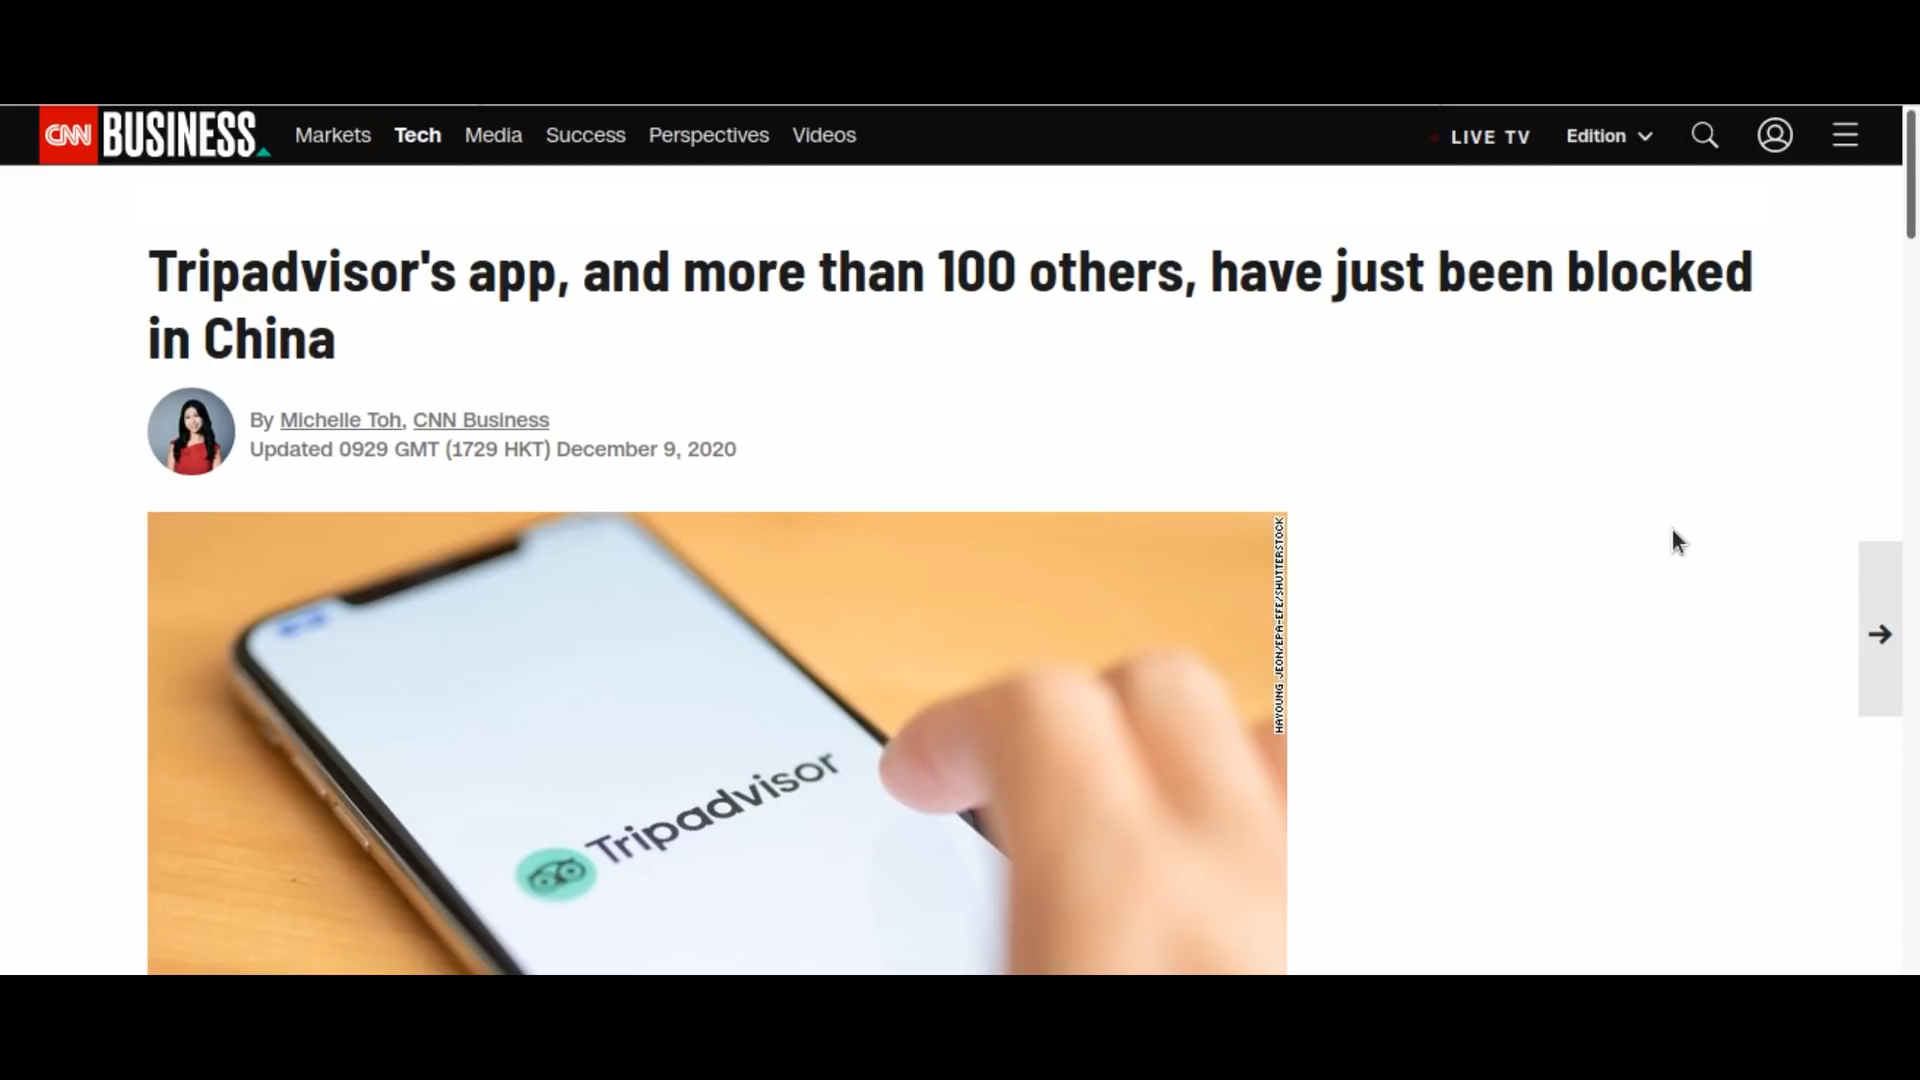 CNN BUSINESS Markets Tech Media Success Perspectives Videos LIVE TV Edition
Tripadvisor's app, and more than 100 others, have just been blocked
in China
By Michelle Toh, CNN Business
Updated 0929 GMT (1729 HKT) December 9, 2020
HAYOUNG JEON/EPA-EFE/SHUTTERSTOCK
Tripadvisor